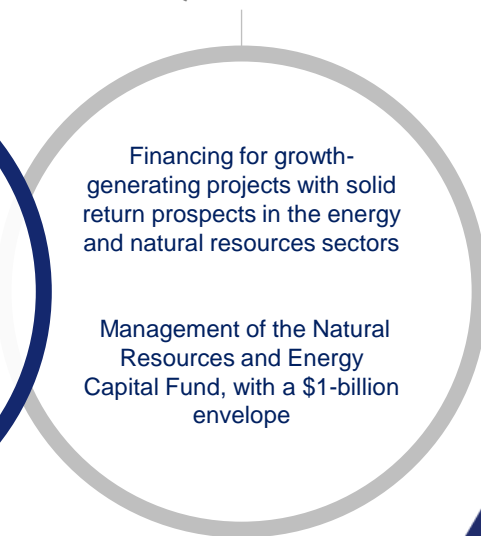 Financing for growth-
generating projects with solid
return prospects in the energy
and natural resources sectors
Management of the Natural
Resources and Energy
Capital Fund, with a $1-billion
envelope